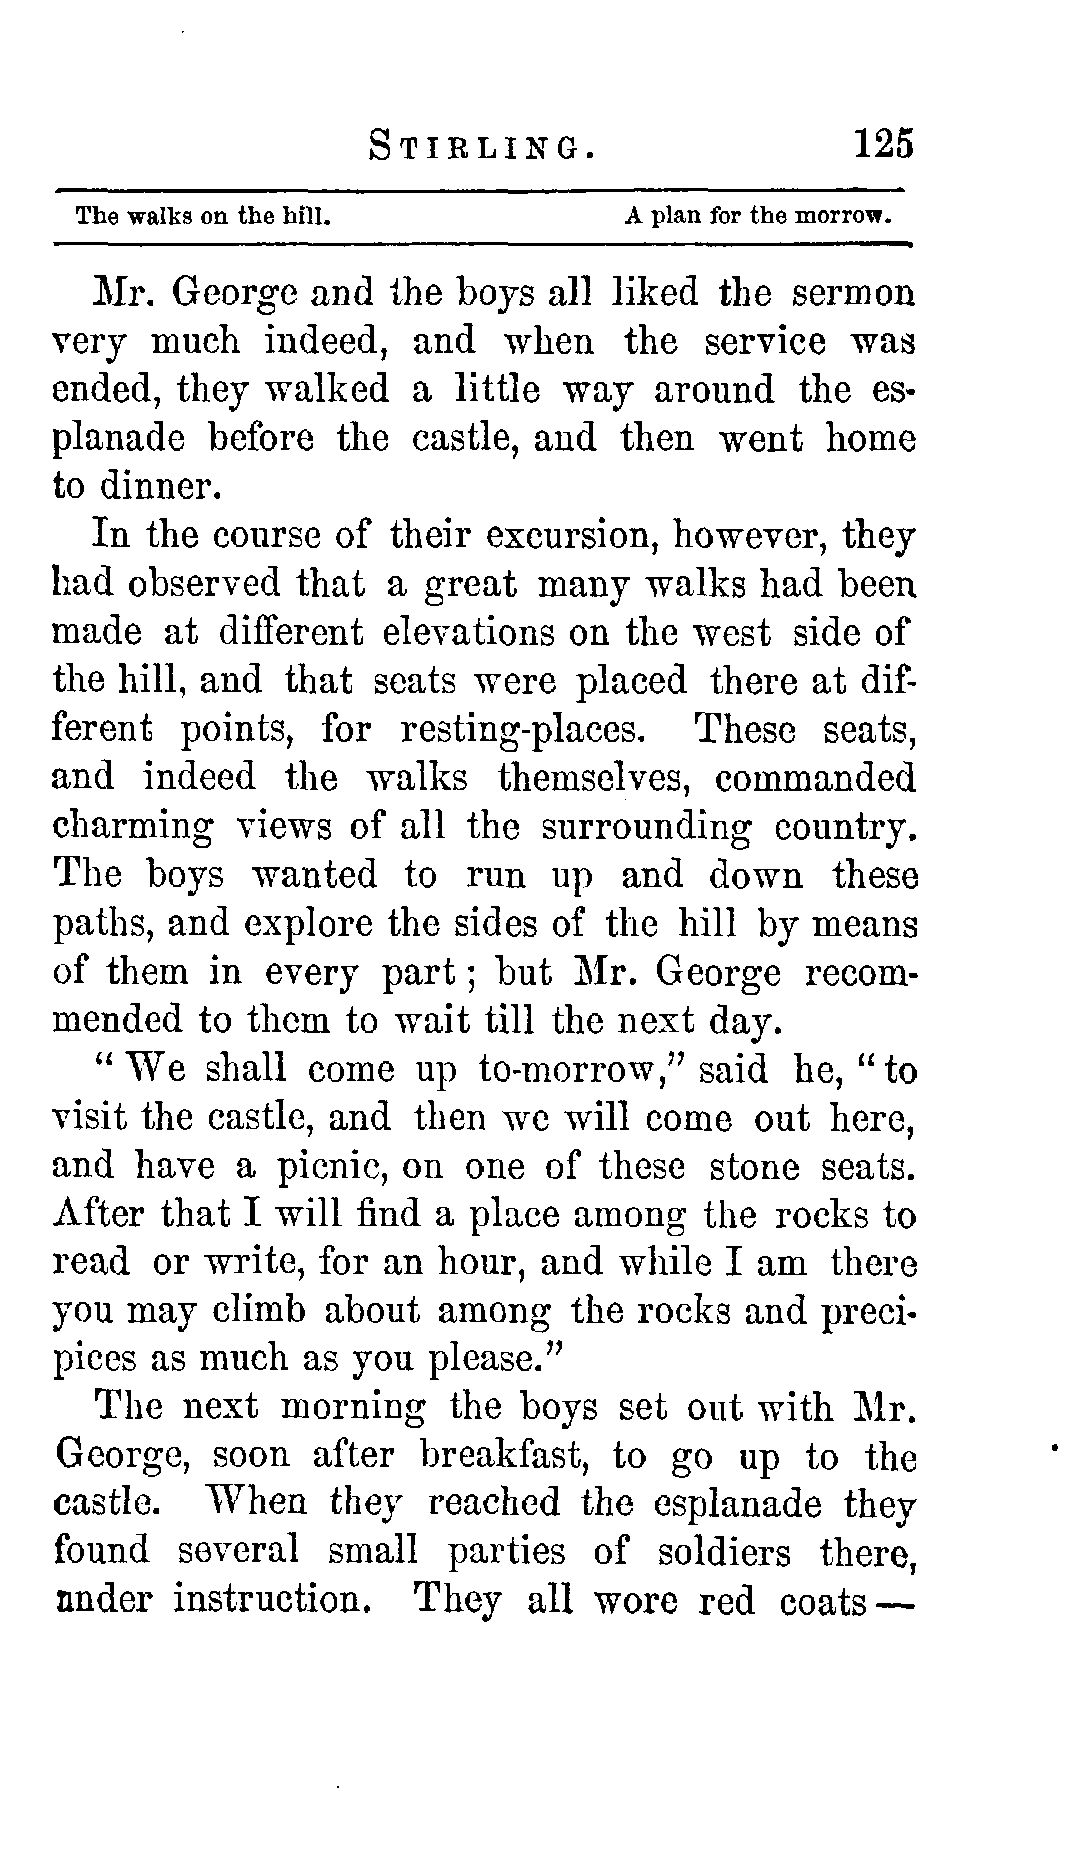 STIRLING. 125
The walks on the hill. A plan for the morrow.
Mr. George and the boys all liked the sermon
very much indeed, and when the service was
ended, they walked a little way around the es-
planade before the castle, and then went home
to dinner.
In the course of their excursion, however, they
had observed that a great many walks had been
made at different elevations on the west side of
the hill, and that seats were placed there at dif-
ferent points, for resting-places. These seats,
and indeed the walks themselves, commanded
charming views of all the surrounding country.
The boys wanted to run up and down these
paths, and explore the sides of the hill by means
of them in every part; but Mr. George recom-
mended to them to wait till the next day.
"We shall come up to-morrow," said he, "to
visit the castle, and then we will come out here,
and have a picnic, on one of these stone seats.
After that I will find a place among the rocks to
read or write, for an hour, and while I am there
you may climb about among the rocks and preci-
pices as much as you please."
The next morning the boys set out with Mr.
George, soon after breakfast, to go up to the
castle. When they reached the esplanade they
found several small parties of soldiers there,
under instruction. They all wore red coats—